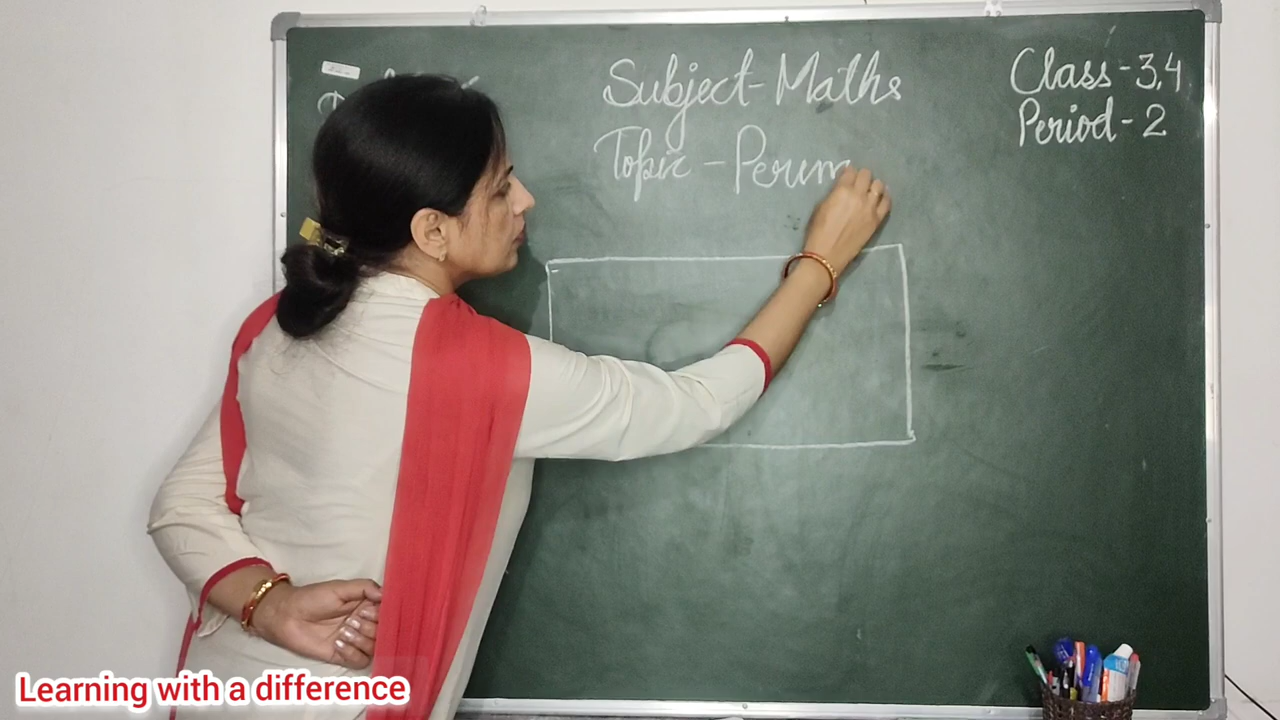 Subject-Maths
Topic - Perim
Class - 3,4
Period - 2
Learning with a difference